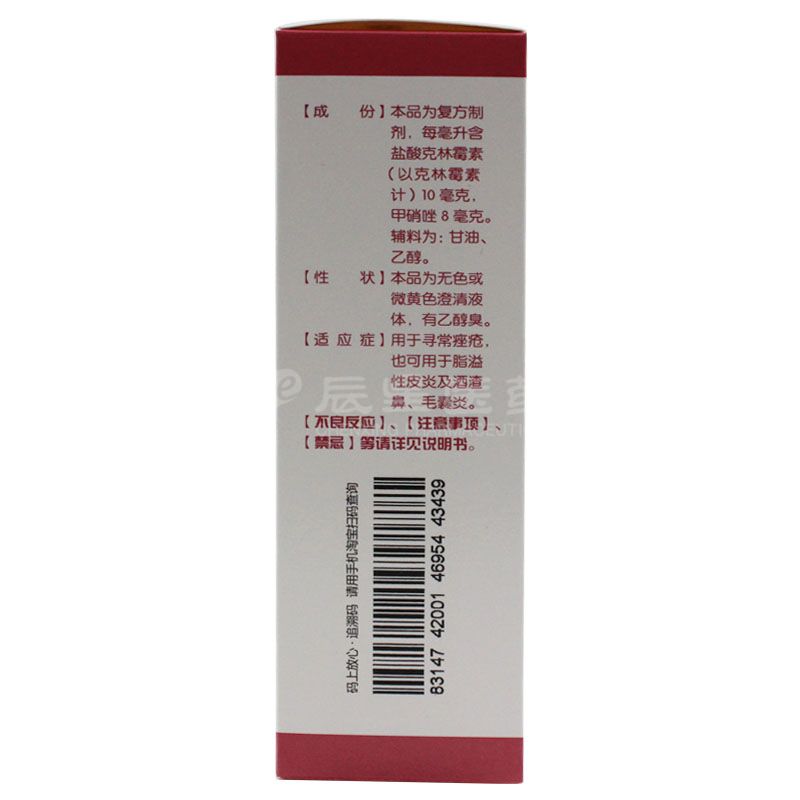 【成　份】本品为复方制
剂，每毫升含
盐酸克林霉素
（以克林霉素
计）10毫克，
甲硝唑8毫克。
辅料为：甘油、
乙醇。
【性　状】本品为无色或
微黄色澄清液
体，有乙醇臭。
【适应症】用于寻常痤疮，
也可用于脂溢
性皮炎及酒渣
鼻、毛囊炎。
【不良反应】、【注意事项】、
【禁忌】等请详见说明书。
码上放心·追溯码 请用手机淘宝扫码查询
83147 42001 46954 43439
辰星医药